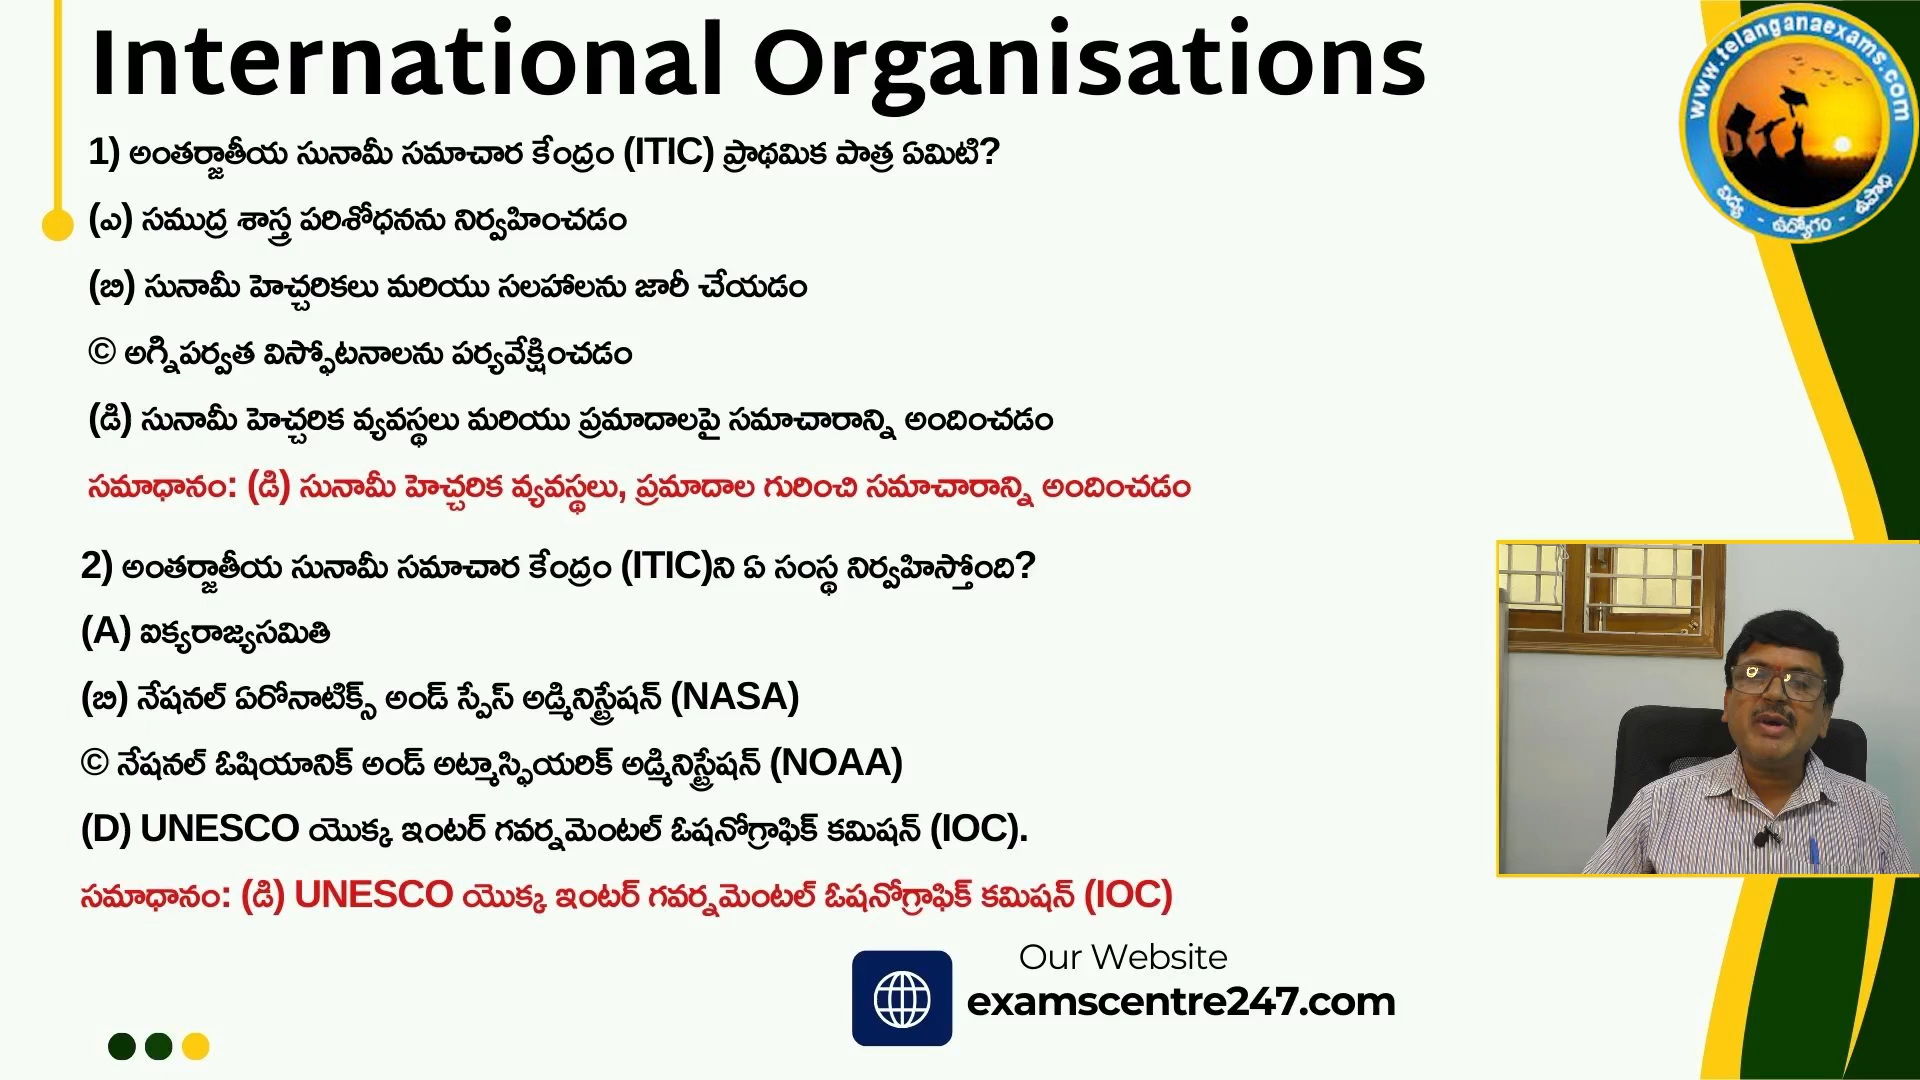 International Organisations
www.telanganaexams.com
విద్య - ఉద్యోగం - ఉపాధి
1) అంతర్జాతీయ సునామీ సమాచార కేంద్రం (ITIC) ప్రాథమిక పాత్ర ఏమిటి?
(ఎ) సముద్ర శాస్త్ర పరిశోధనను నిర్వహించడం
(బి) సునామీ హెచ్చరికలు మరియు సలహాలను జారీ చేయడం
© అగ్నిపర్వత విస్ఫోటనాలను పర్యవేక్షించడం
(డి) సునామీ హెచ్చరిక వ్యవస్థలు మరియు ప్రమాదాలపై సమాచారాన్ని అందించడం
సమాధానం: (డి) సునామీ హెచ్చరిక వ్యవస్థలు, ప్రమాదాల గురించి సమాచారాన్ని అందించడం
2) అంతర్జాతీయ సునామీ సమాచార కేంద్రం (ITIC)ని ఏ సంస్థ నిర్వహిస్తోంది?
(A) ఐక్యరాజ్యసమితి
(బి) నేషనల్ ఏరోనాటిక్స్ అండ్ స్పేస్ అడ్మినిస్ట్రేషన్ (NASA)
© నేషనల్ ఓషియానిక్ అండ్ అట్మాస్ఫియరిక్ అడ్మినిస్ట్రేషన్ (NOAA)
(D) UNESCO యొక్క ఇంటర్ గవర్నమెంటల్ ఓషనోగ్రాఫిక్ కమిషన్ (IOC).
సమాధానం: (డి) UNESCO యొక్క ఇంటర్ గవర్నమెంటల్ ఓషనోగ్రాఫిక్ కమిషన్ (IOC)
Our Website
examscentre247.com